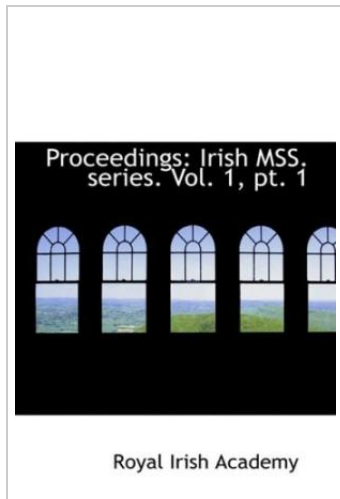 Proceedings: Irish MSS.
series. Vol. 1, pt. 1
Royal Irish Academy